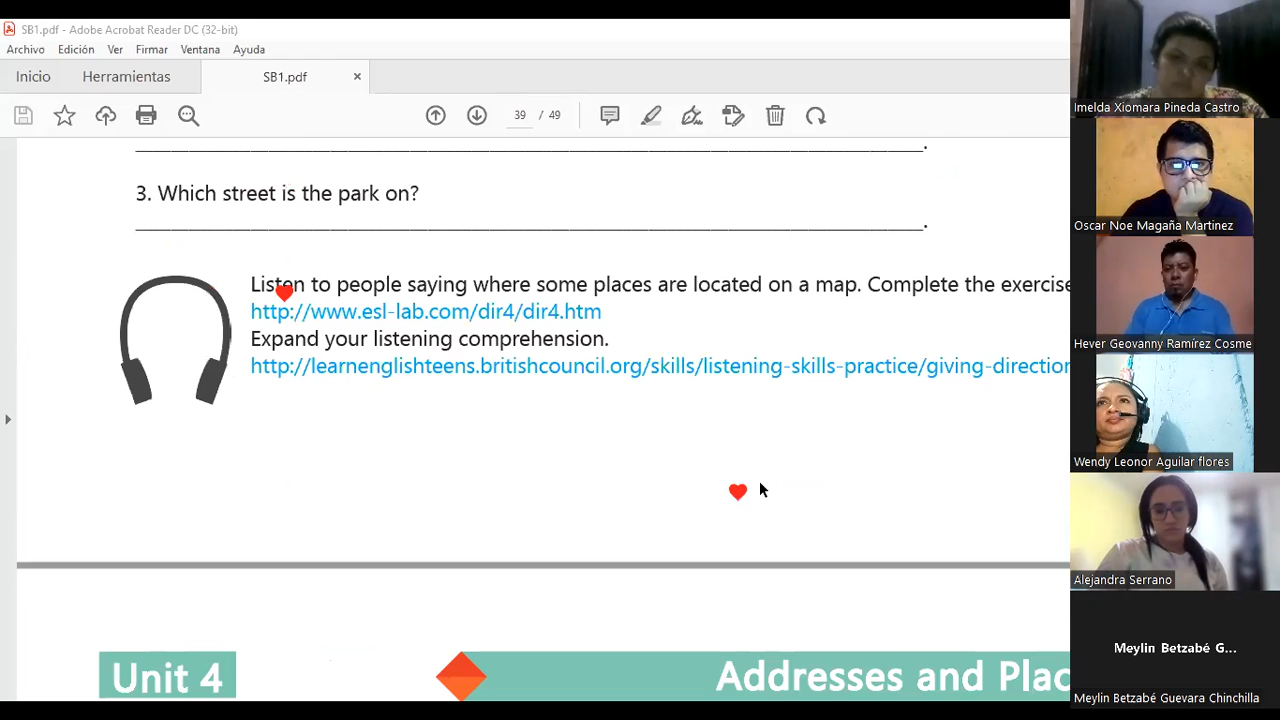 SB1.pdf - Adobe Acrobat Reader DC (32-bit)
Archivo Edición Ver Firmar Ventana Ayuda
Inicio Herramientas SB1.pdf ×
39 / 49
3. Which street is the park on?
Listen to people saying where some places are located on a map. Complete the exercise
http://www.esl-lab.com/dir4/dir4.htm
Expand your listening comprehension.
http://learnenglishteens.britishcouncil.org/skills/listening-skills-practice/giving-direction
Unit 4
Addresses and Plac
Imelda Xiomara Pineda Castro
Oscar Noe Magaña Martinez
Hever Geovanny Ramírez Cosme
Wendy Leonor Aguilar flores
Alejandra Serrano
Meylin Betzabé G...
Meylin Betzabé Guevara Chinchilla